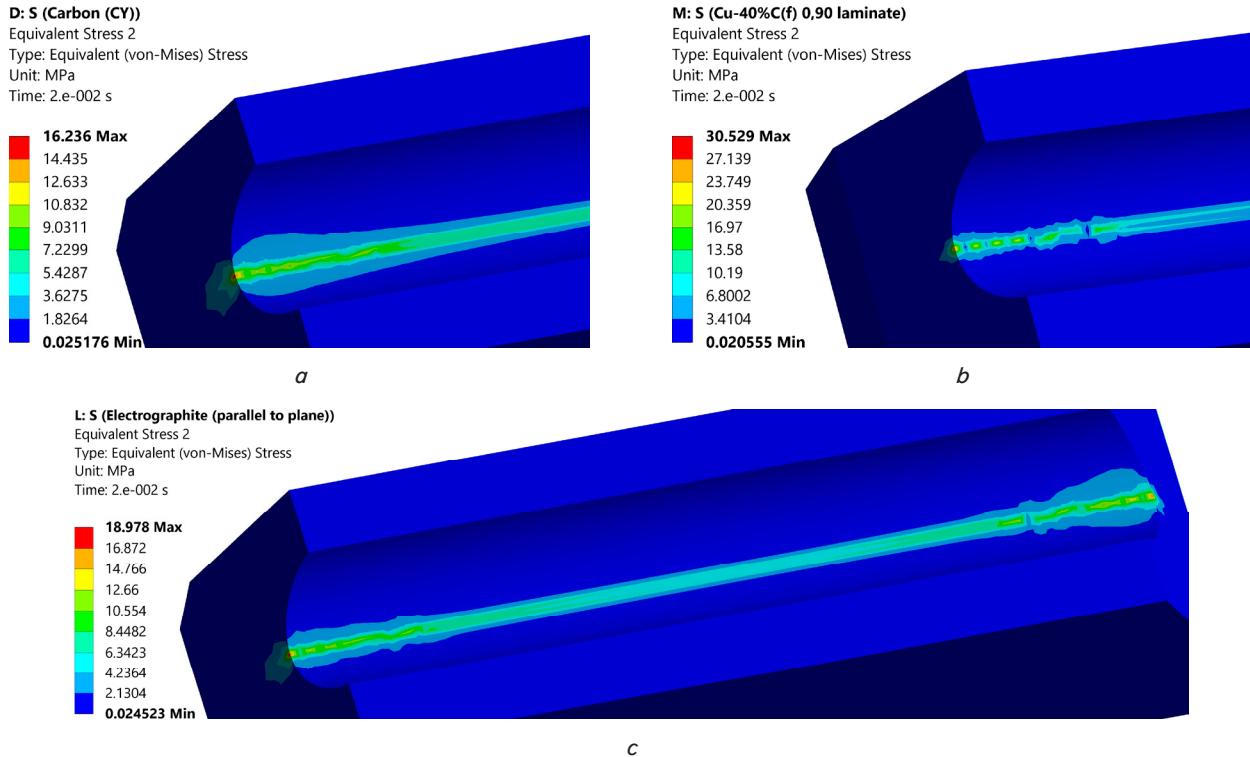 D: S (Carbon (CY))
Equivalent Stress 2
Type: Equivalent (von-Mises) Stress
Unit: MPa
Time: 2.e-002 s
16.236 Max
14.435
12.633
10.832
9.0311
7.2299
5.4287
3.6275
1.8264
0.025176 Min
a
M: S (Cu-40%C(f) 0,90 laminate)
Equivalent Stress 2
Type: Equivalent (von-Mises) Stress
Unit: MPa
Time: 2.e-002 s
30.529 Max
27.139
23.749
20.359
16.97
13.58
10.19
6.8002
3.4104
0.020555 Min
b
L: S (Electrographite (parallel to plane))
Equivalent Stress 2
Type: Equivalent (von-Mises) Stress
Unit: MPa
Time: 2.e-002 s
18.978 Max
16.872
14.766
12.66
10.554
8.4482
6.3423
4.2364
2.1304
0.024523 Min
c